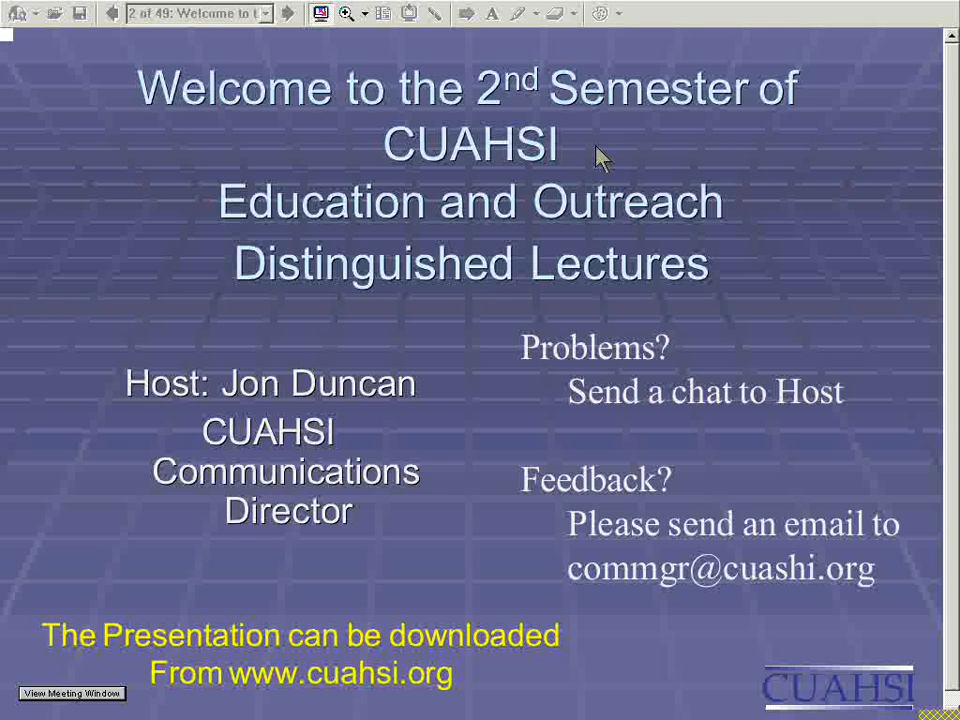 2 of 49: Welcome to t
Welcome to the 2nd Semester of
CUAHSI
Education and Outreach
Distinguished Lectures
Host: Jon Duncan
CUAHSI
Communications
Director
Problems?
Send a chat to Host
Feedback?
Please send an email to
commgr@cuashi.org
The Presentation can be downloaded
From www.cuahsi.org
View Meeting Window
CUAHSI